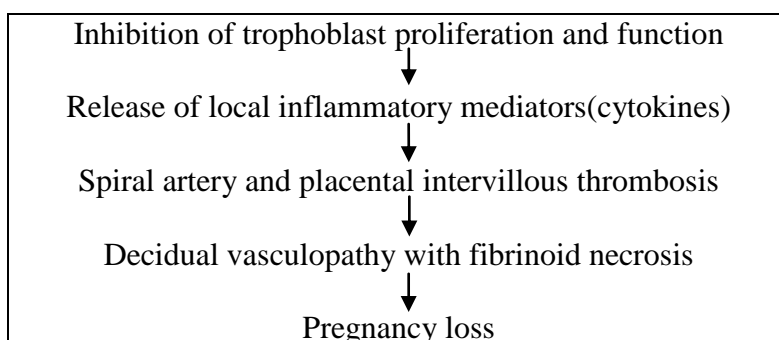 Inhibition of trophoblast proliferation and function
Release of local inflammatory mediators(cytokines)
Spiral artery and placental intervillous thrombosis
Decidual vasculopathy with fibrinoid necrosis
Pregnancy loss